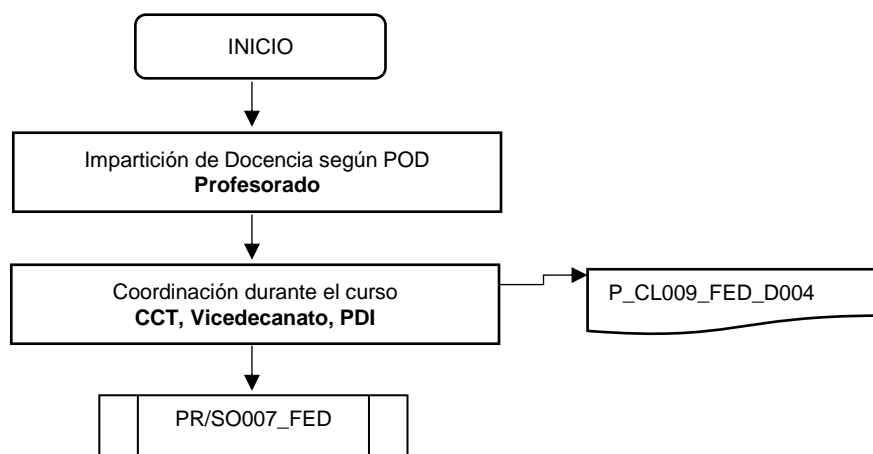 INICIO
Impartición de Docencia según POD
Profesorado
Coordinación durante el curso
CCT, Vicedecanato, PDI
P_CL009_FED_D004
PR/SO007_FED